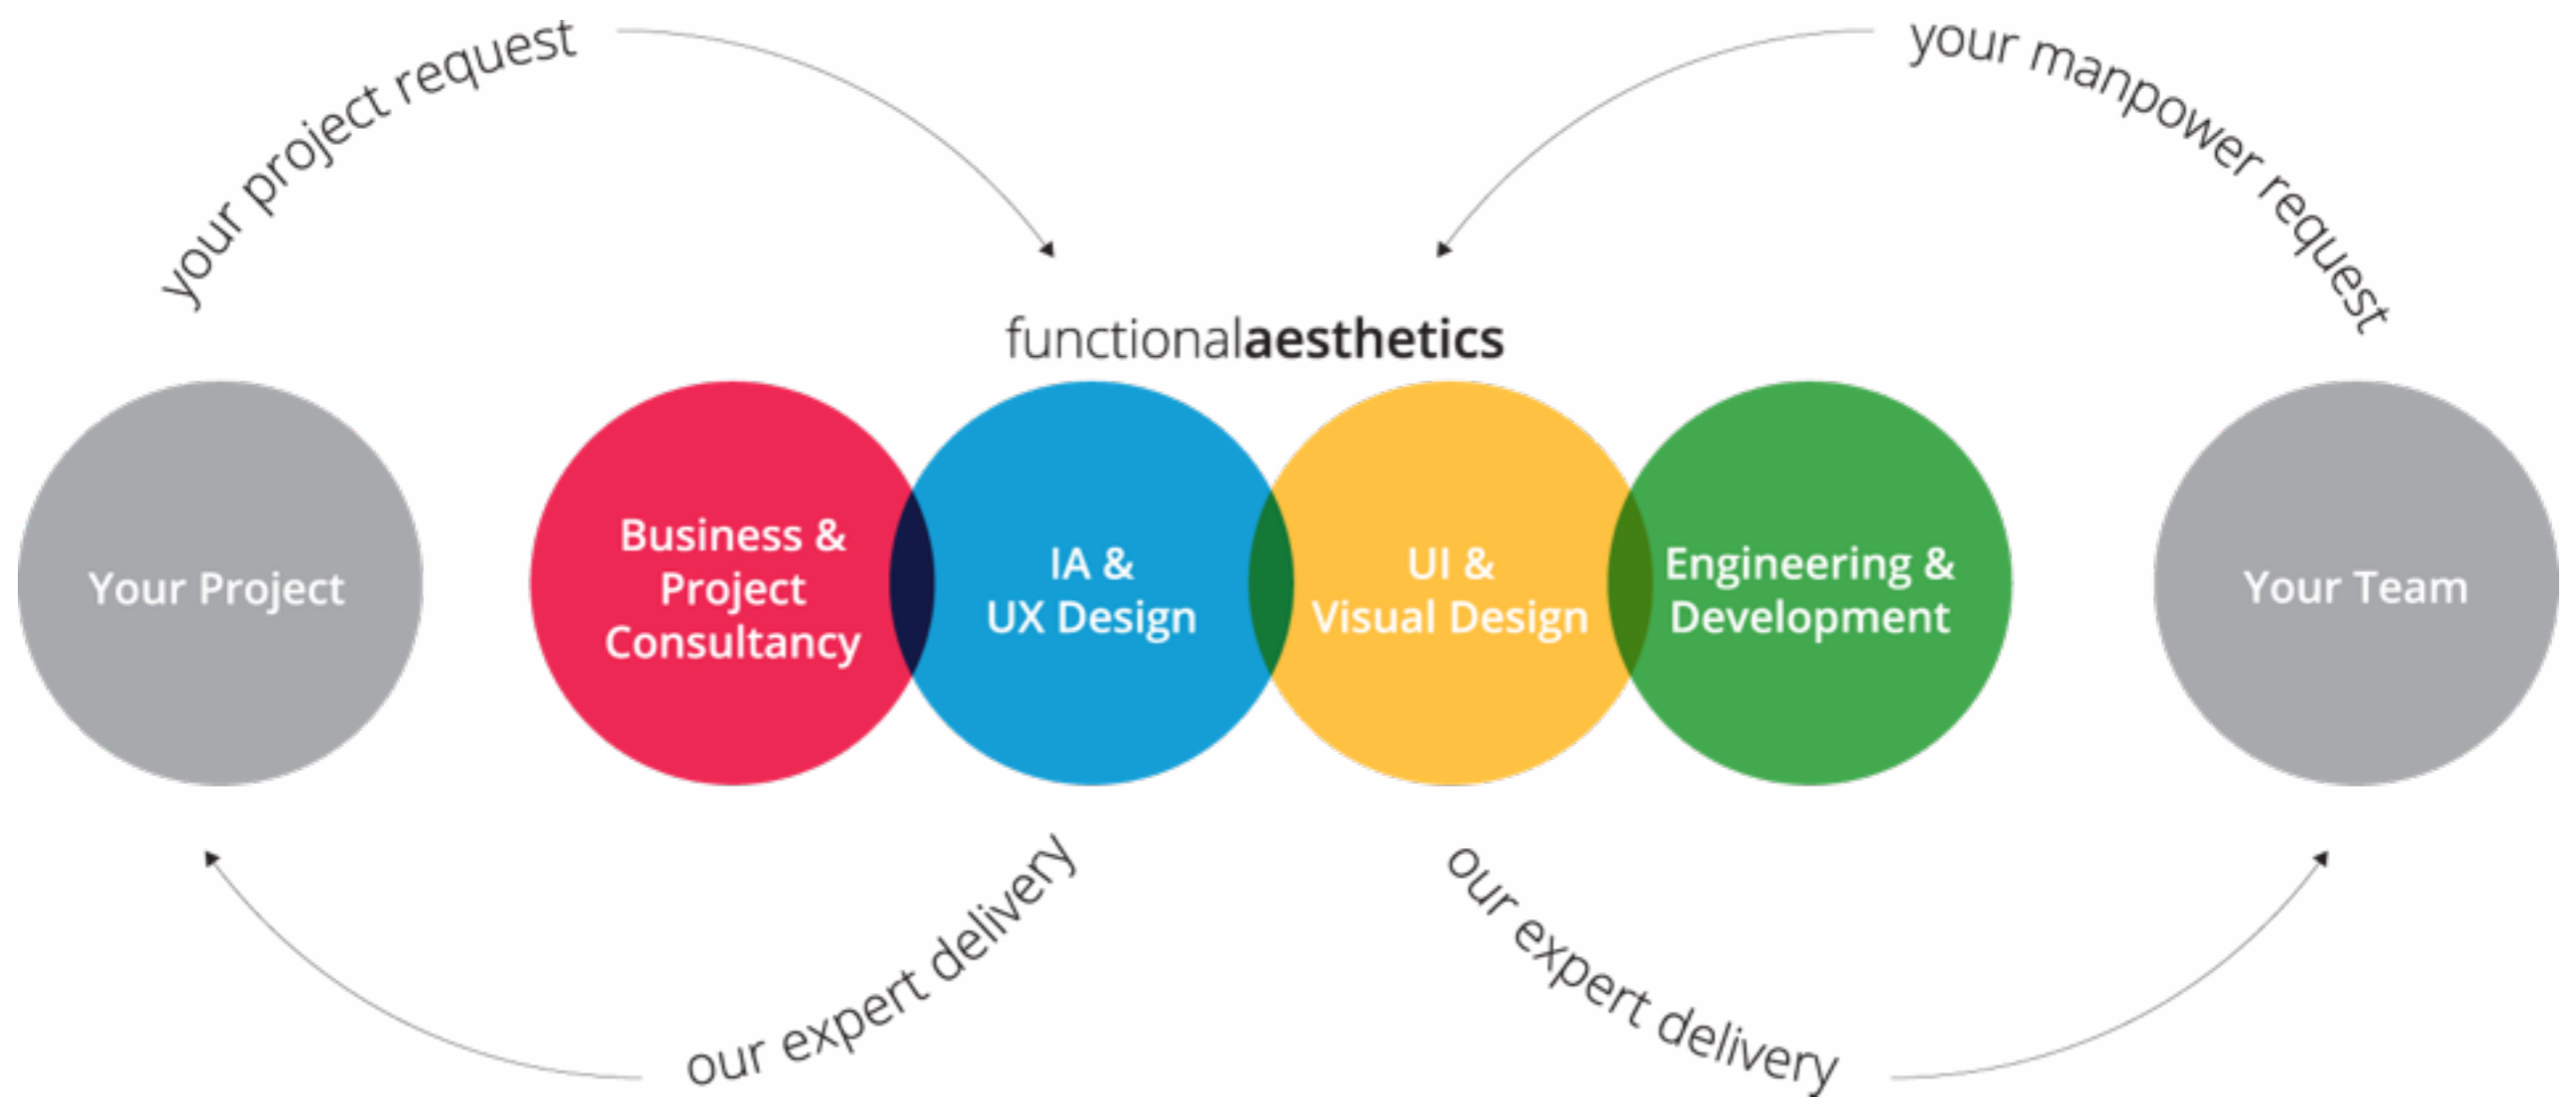 your project request
your manpower request
functionalaesthetics
Your Project
Business &
Project
Consultancy
IA &
UX Design
UI &
Visual Design
Engineering &
Development
Your Team
our expert delivery
our expert delivery